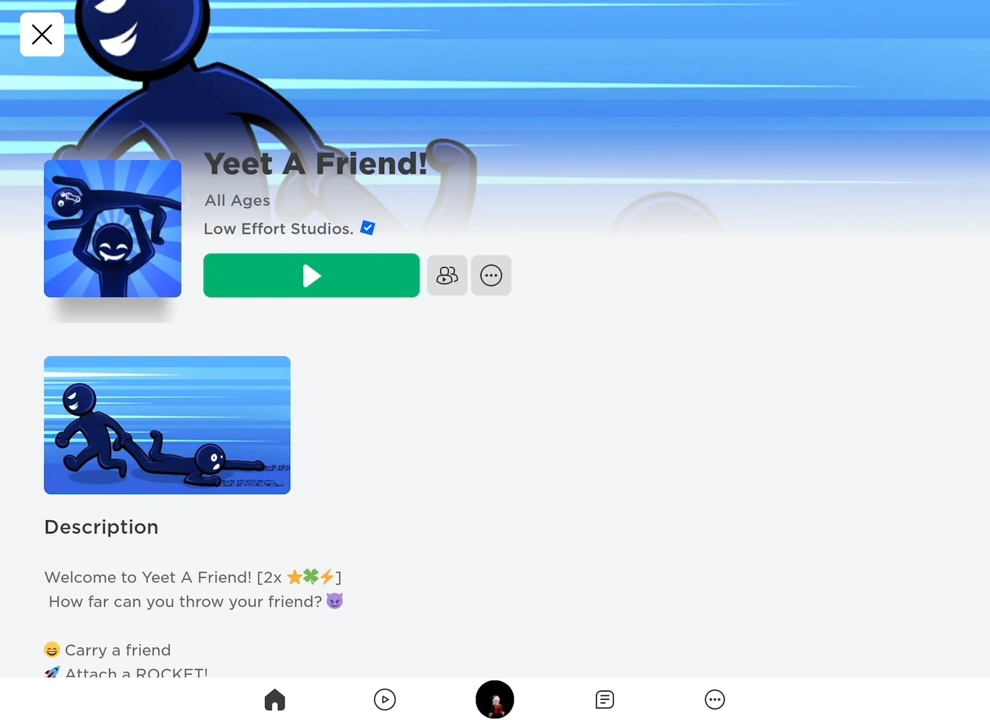 Yeet A Friend!
All Ages
Low Effort Studios.
Description
Welcome to Yeet A Friend! [2x ⭐🍀⚡]
How far can you throw your friend? 😈
😄 Carry a friend
🚀 Attach a ROCKET!